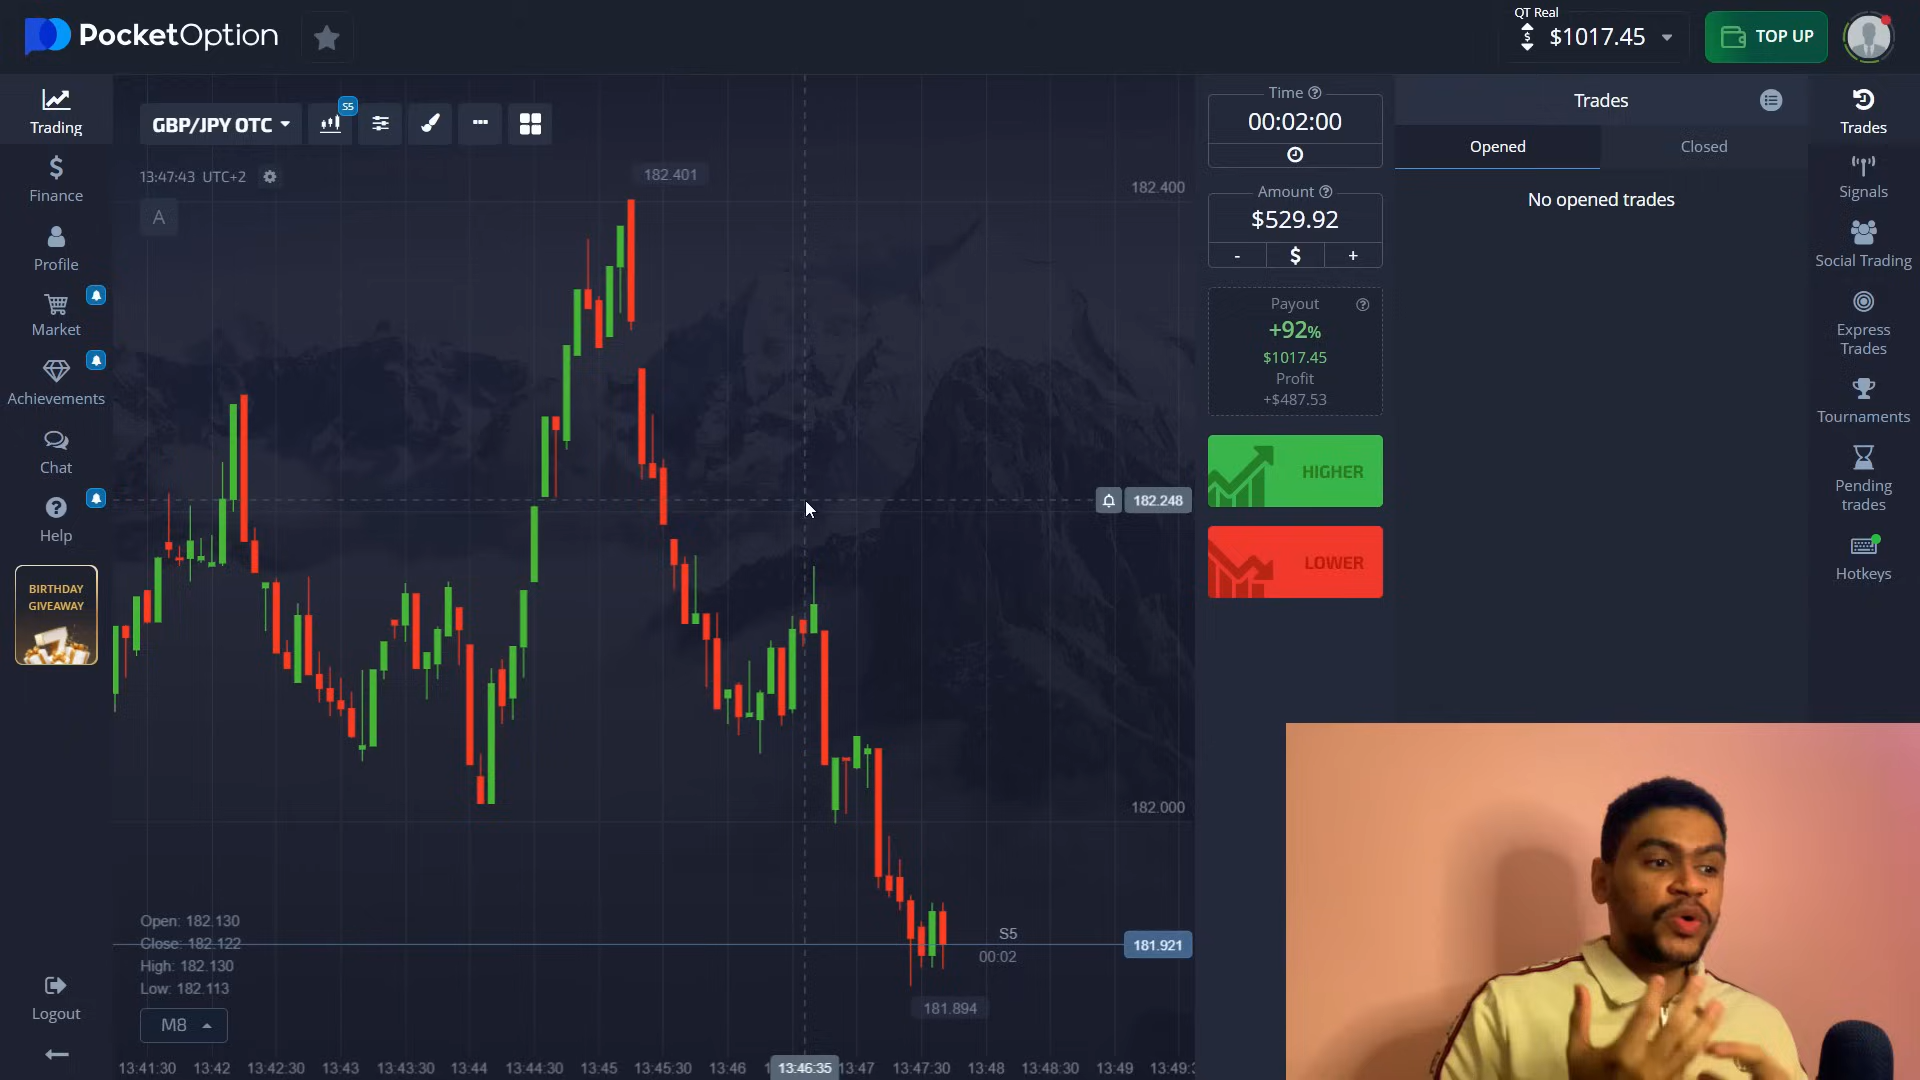 PocketOption
QT Real
$1017.45
TOP UP
Trading
Finance
Profile
Market
Achievements
Chat
Help
BIRTHDAY
GIVEAWAY
Logout
GBP/JPY OTC
S5
13:47:43 UTC+2
A
182.401
182.400
182.248
182.000
S5
00:02
181.921
181.894
Open: 182.130
Close: 182.122
High: 182.130
Low: 182.113
M8
13:41:30 13:42 13:42:30 13:43 13:43:30 13:44 13:44:30 13:45 13:45:30 13:46 13:46:35 13:47 13:47:30 13:48 13:48:30 13:49
Time
00:02:00
Amount
$529.92
- $ +
Payout
+92%
$1017.45
Profit
+$487.53
HIGHER
LOWER
Trades
Opened Closed
No opened trades
Trades
Signals
Social Trading
Express
Trades
Tournaments
Pending
trades
Hotkeys